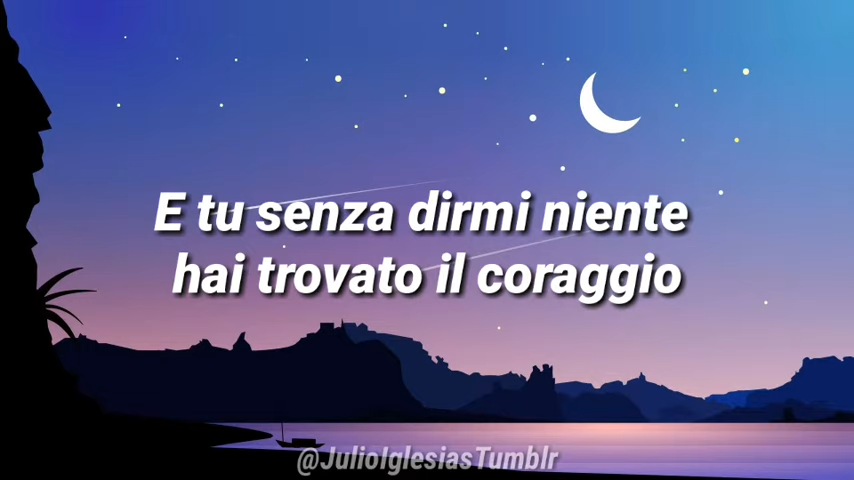 E tu senza dirmi niente
hai trovato il coraggio
@JulioIglesiasTumblr